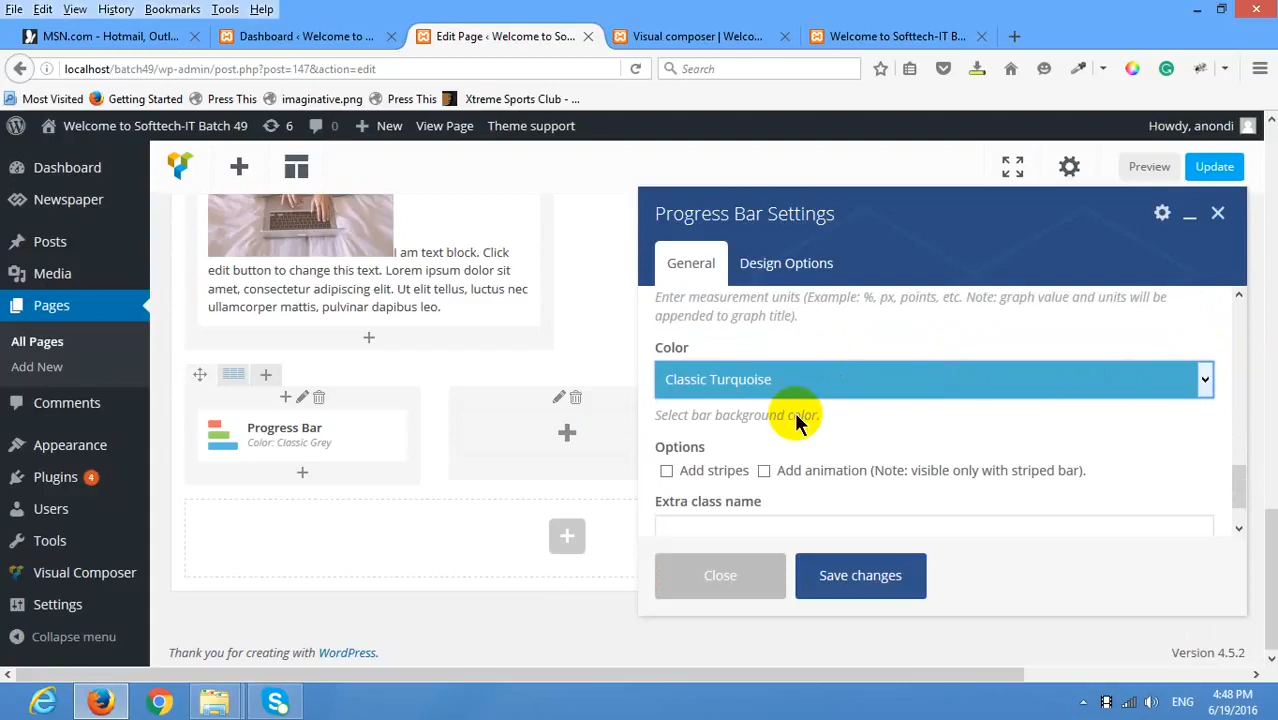 File Edit View History Bookmarks Tools Help
MSN.com - Hotmail, Outl... Dashboard ‹ Welcome to ... Edit Page ‹ Welcome to So... Visual composer | Welco... Welcome to Softtech-IT B...
localhost/batch49/wp-admin/post.php?post=147&action=edit Search
Most Visited Getting Started Press This imaginative.png Press This Xtreme Sports Club - ...
Welcome to Softtech-IT Batch 49 6 0 New View Page Theme support Howdy, anondi
Dashboard
Newspaper
Posts
Media
Pages
All Pages
Add New
Comments
Appearance
Plugins 4
Users
Tools
Visual Composer
Settings
Collapse menu
Preview Update
I am text block. Click
edit button to change this text. Lorem ipsum dolor sit
amet, consectetur adipiscing elit. Ut elit tellus, luctus nec
ullamcorper mattis, pulvinar dapibus leo.
Progress Bar
Color: Classic Grey
Progress Bar Settings
General Design Options
Enter measurement units (Example: %, px, points, etc. Note: graph value and units will be
appended to graph title).
Color
Classic Turquoise
Select bar background color.
Options
Add stripes Add animation (Note: visible only with striped bar).
Extra class name
Close Save changes
Thank you for creating with WordPress. Version 4.5.2
ENG
4:48 PM
6/19/2016